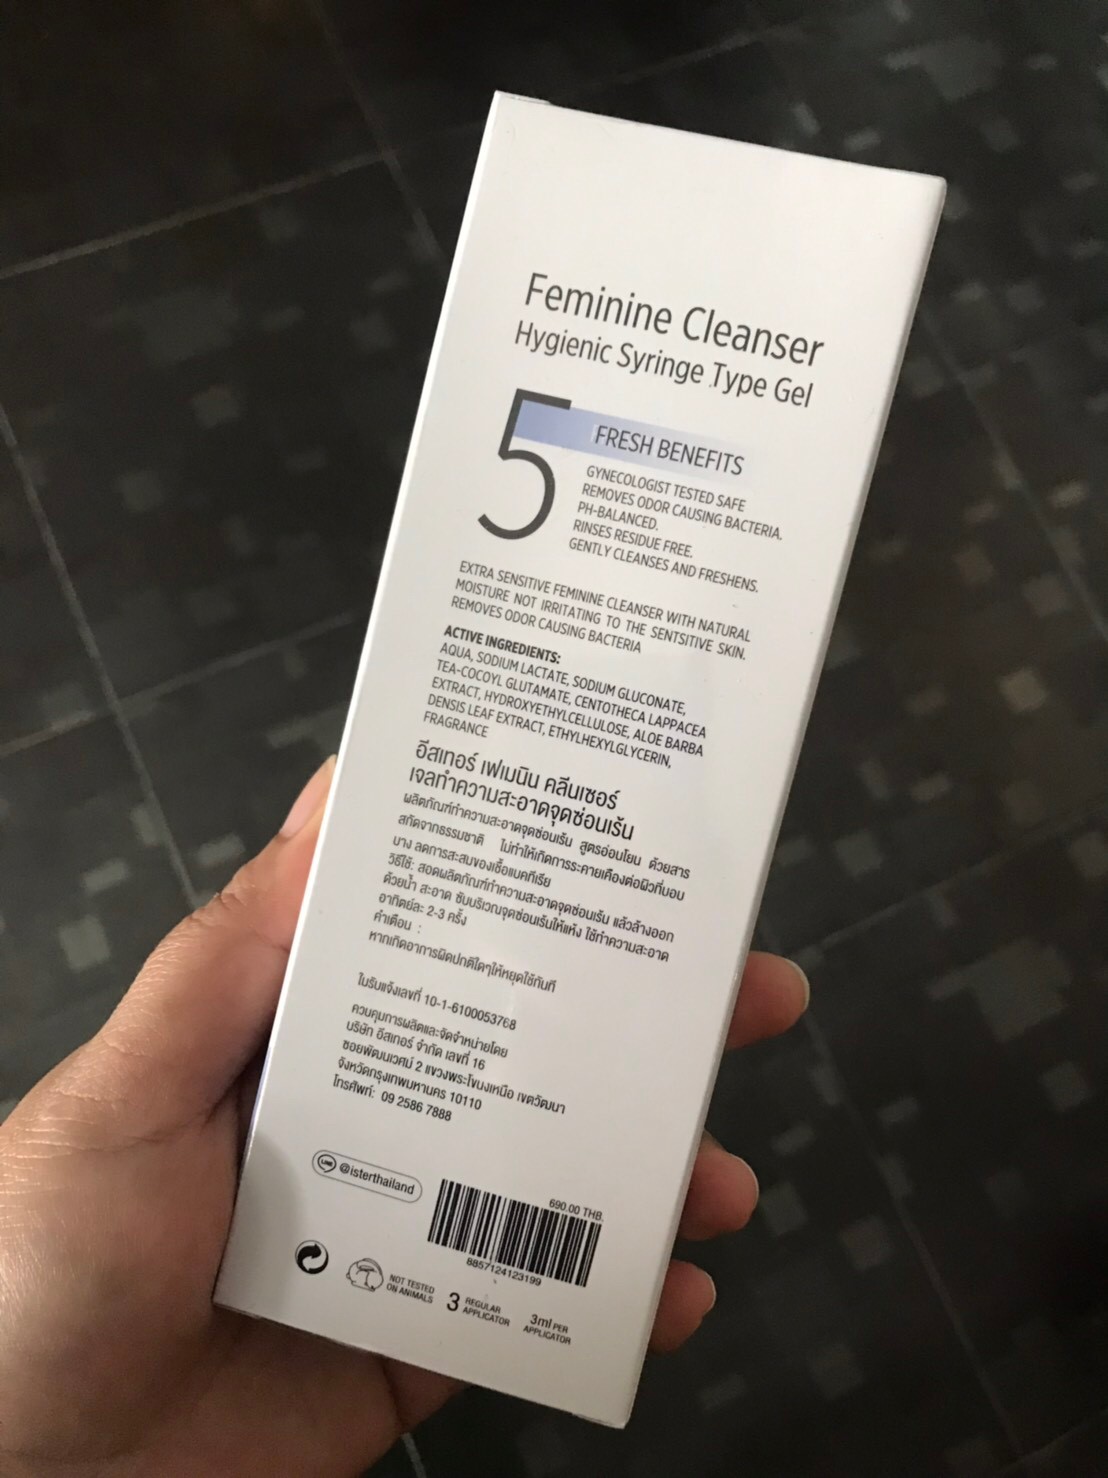 Feminine Cleanser
Hygienic Syringe Type Gel
5 FRESH BENEFITS
GYNECOLOGIST TESTED SAFE
REMOVES ODOR CAUSING BACTERIA.
PH-BALANCED.
RINSES RESIDUE FREE.
GENTLY CLEANSES AND FRESHENS.
EXTRA SENSITIVE FEMININE CLEANSER WITH NATURAL
MOISTURE NOT IRRITATING TO THE SENTSITIVE SKIN.
REMOVES ODOR CAUSING BACTERIA
ACTIVE INGREDIENTS:
AQUA, SODIUM LACTATE, SODIUM GLUCONATE,
TEA-COCOYL GLUTAMATE, CENTOTHECA LAPPACEA
EXTRACT, HYDROXYETHYLCELLULOSE, ALOE BARBA
DENSIS LEAF EXTRACT, ETHYLHEXYLGLYCERIN,
FRAGRANCE
อีสเทอร์ เฟเมนิน คลีนเซอร์
เจลทำความสะอาดจุดซ่อนเร้น
ผลิตภัณฑ์ทำความสะอาดจุดซ่อนเร้น สูตรอ่อนโยน ด้วยสาร
สกัดจากธรรมชาติ ไม่ทำให้เกิดการระคายเคืองต่อผิวที่บอบ
บาง ลดการสะสมของเชื้อแบคทีเรีย
วิธีใช้: สอดผลิตภัณฑ์ทำความสะอาดจุดซ่อนเร้น แล้วล้างออก
ด้วยน้ำ สะอาด ซับบริเวณจุดซ่อนเร้นให้แห้ง ใช้ทำความสะอาด
อาทิตย์ละ 2-3 ครั้ง
คำเตือน :
หากเกิดอาการผิดปกติใดๆให้หยุดใช้ทันที
ใบรับแจ้งเลขที่ 10-1-6100053768
ควบคุมการผลิตและจัดจำหน่ายโดย
บริษัท อีสเทอร์ จำกัด เลขที่ 16
ซอยพัฒนเวศม์ 2 แขวงพระโขนงเหนือ เขตวัฒนา
จังหวัดกรุงเทพมหานคร 10110
โทรศัพท์: 09 2586 7888
LINE @isterthailand
690.00 THB.
8857124123199
NOT TESTED
ON ANIMALS
3 REGULAR
APPLICATOR
3ml PER
APPLICATOR